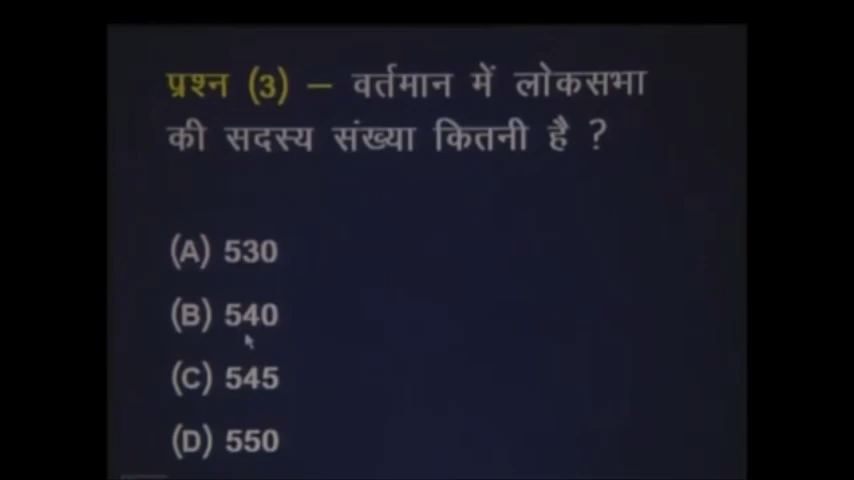 प्रश्न (3) – वर्तमान में लोकसभा
की सदस्य संख्या कितनी है ?
(A) 530
(B) 540
(C) 545
(D) 550